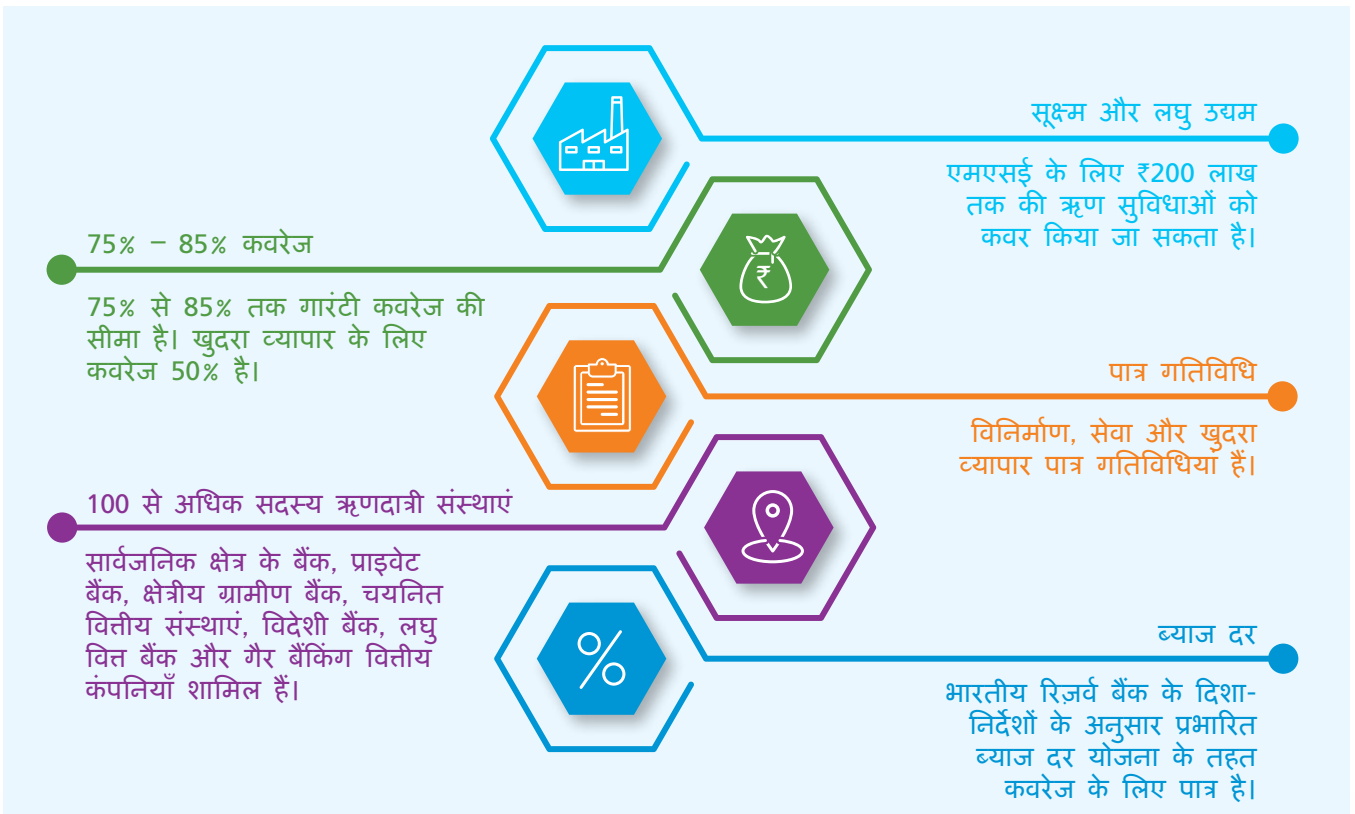 सूक्ष्म और लघु उद्यम
एमएसई के लिए ₹200 लाख
तक की ऋण सुविधाओं को
कवर किया जा सकता है।
75% – 85% कवरेज
75% से 85% तक गारंटी कवरेज की
सीमा है। खुदरा व्यापार के लिए
कवरेज 50% है।
₹
पात्र गतिविधि
विनिर्माण, सेवा और खुदरा
व्यापार पात्र गतिविधियां हैं।
100 से अधिक सदस्य ऋणदात्री संस्थाएं
सार्वजनिक क्षेत्र के बैंक, प्राइवेट
बैंक, क्षेत्रीय ग्रामीण बैंक, चयनित
वित्तीय संस्थाएं, विदेशी बैंक, लघु
वित्त बैंक और गैर बैंकिंग वित्तीय
कंपनियाँ शामिल हैं।
%
ब्याज दर
भारतीय रिज़र्व बैंक के दिशा-
निर्देशों के अनुसार प्रभारित
ब्याज दर योजना के तहत
कवरेज के लिए पात्र है।